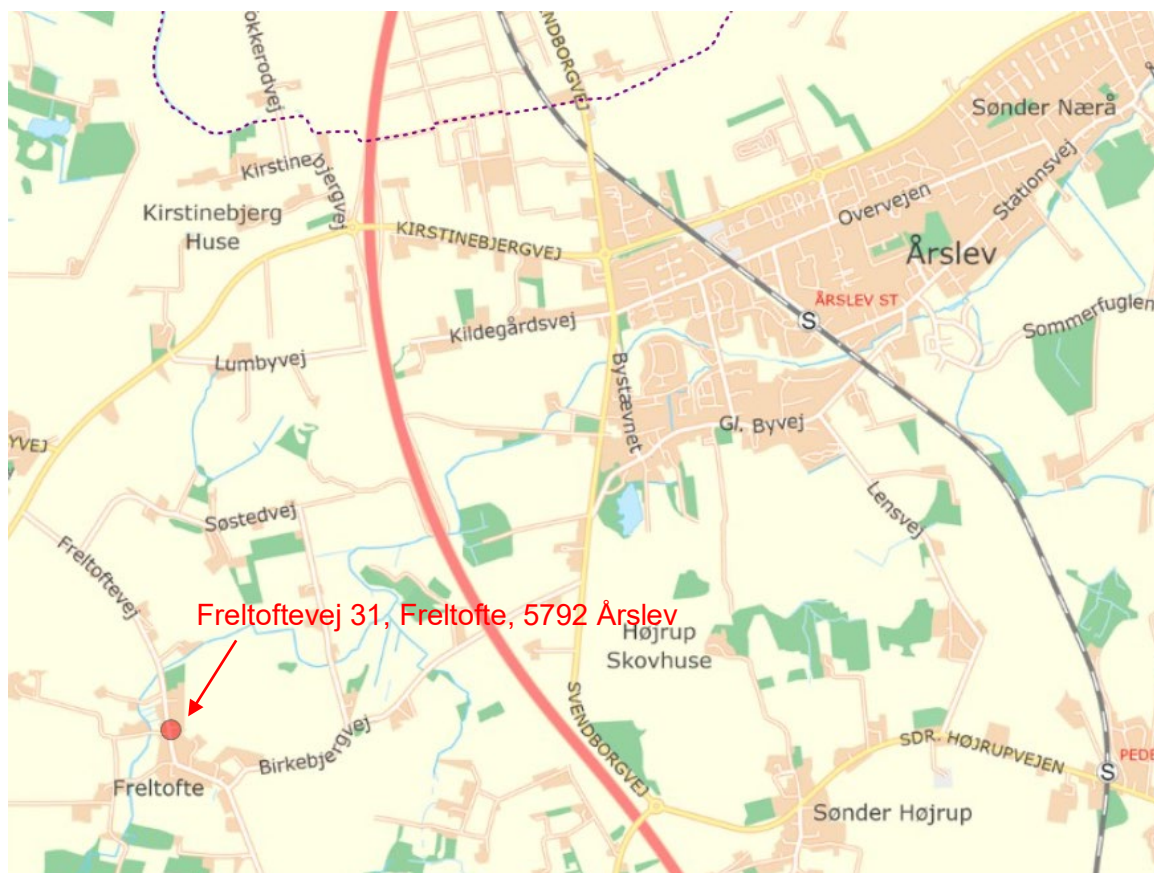 SVENDBORGVEJ
Sønder Nærå
Kirstinebjergvej
Stationsvej
Overvejen
Kirstinebjerg
Huse
KIRSTINEBJERGVEJ
Årslev
ÅRSLEV ST
S
Sommerfuglen
Kildegårdsvej
Lumbyvej
Bystævnet
Gl. Byvej
YVEJ
Lensvej
Søstedvej
Freltoftevej
Freltoftevej 31, Freltofte, 5792 Årslev
Højrup
Skovhuse
SVENDBORGVEJ
SDR. HØJRUPVEJEN
Birkebjergvej
PEDE
S
Freltofte
Sønder Højrup